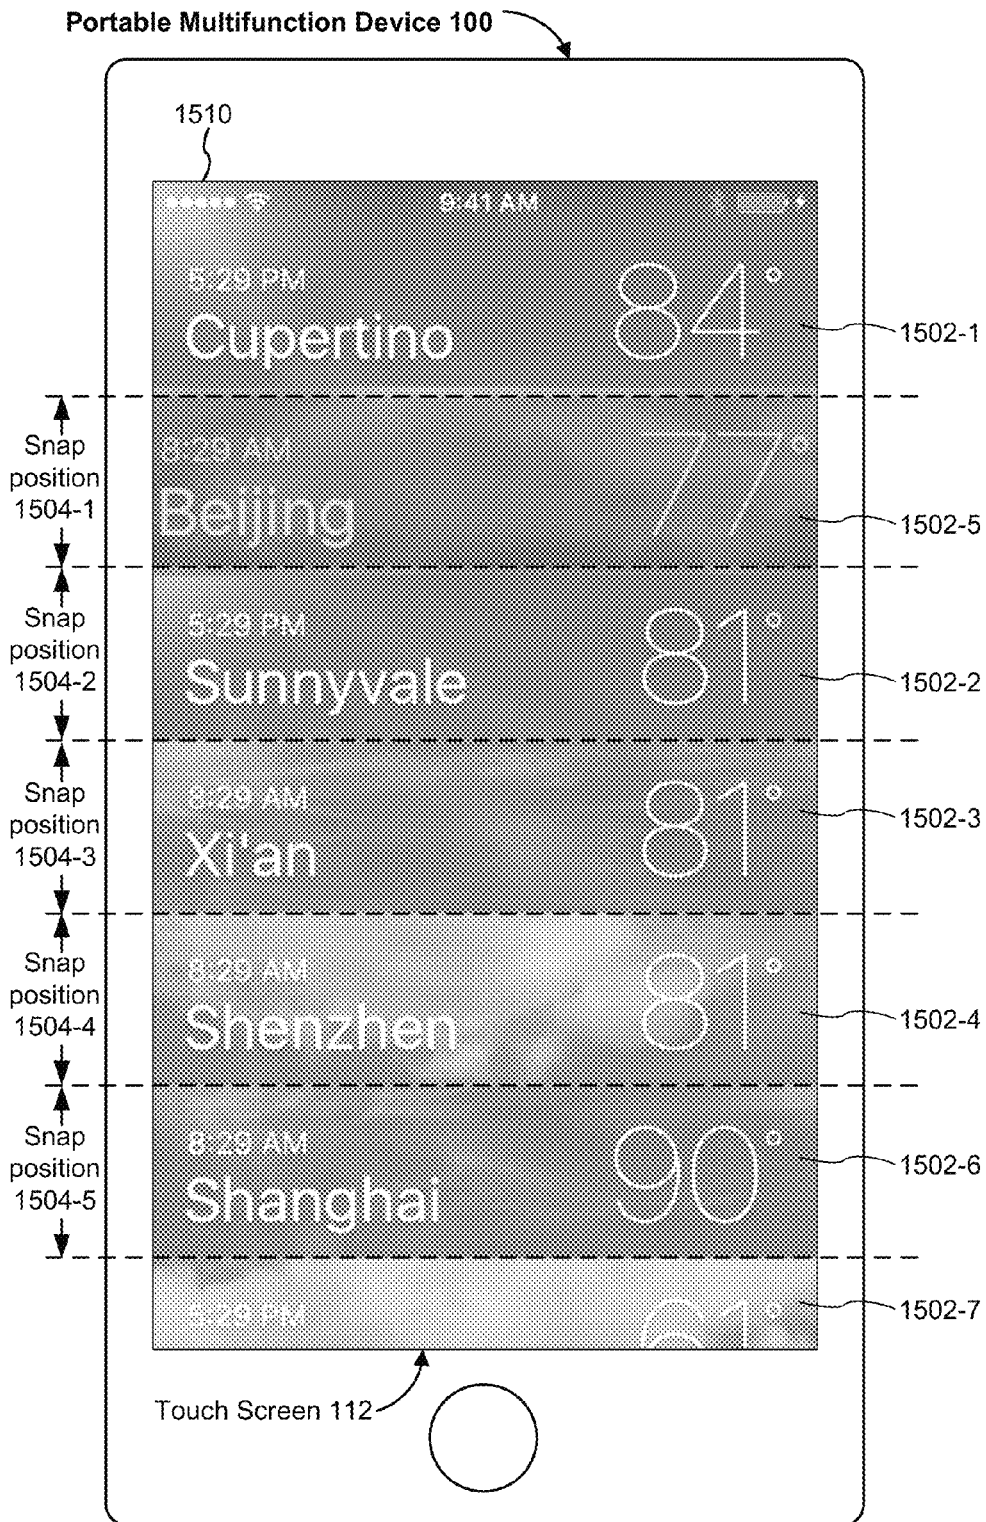 Portable Multifunction Device 100
1510
9:41 AM
5:29 PM
84°
Cupertino
1502-1
Snap
position
1504-1
8:29 AM
77°
Beijing
1502-5
Snap
position
1504-2
5:29 PM
81°
Sunnyvale
1502-2
Snap
position
1504-3
8:29 AM
81°
Xi'an
1502-3
Snap
position
1504-4
8:29 AM
81°
Shenzhen
1502-4
Snap
position
1504-5
8:29 AM
90°
Shanghai
1502-6
5:29 PM
1502-7
Touch Screen 112